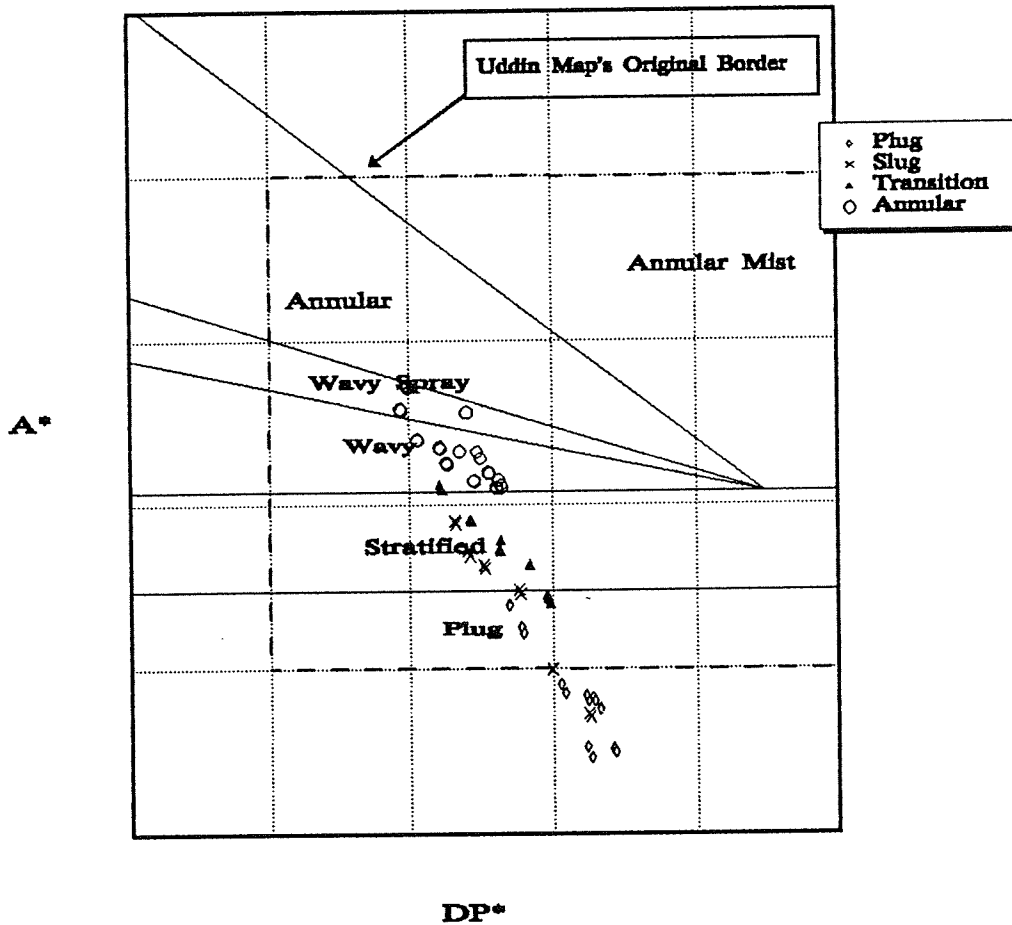 Uddin Map's Original Border
Plug
Slug
Transition
Annular
Annular Mist
Annular
Wavy Spray
A*
Wavy
Stratified
Plug
DP*